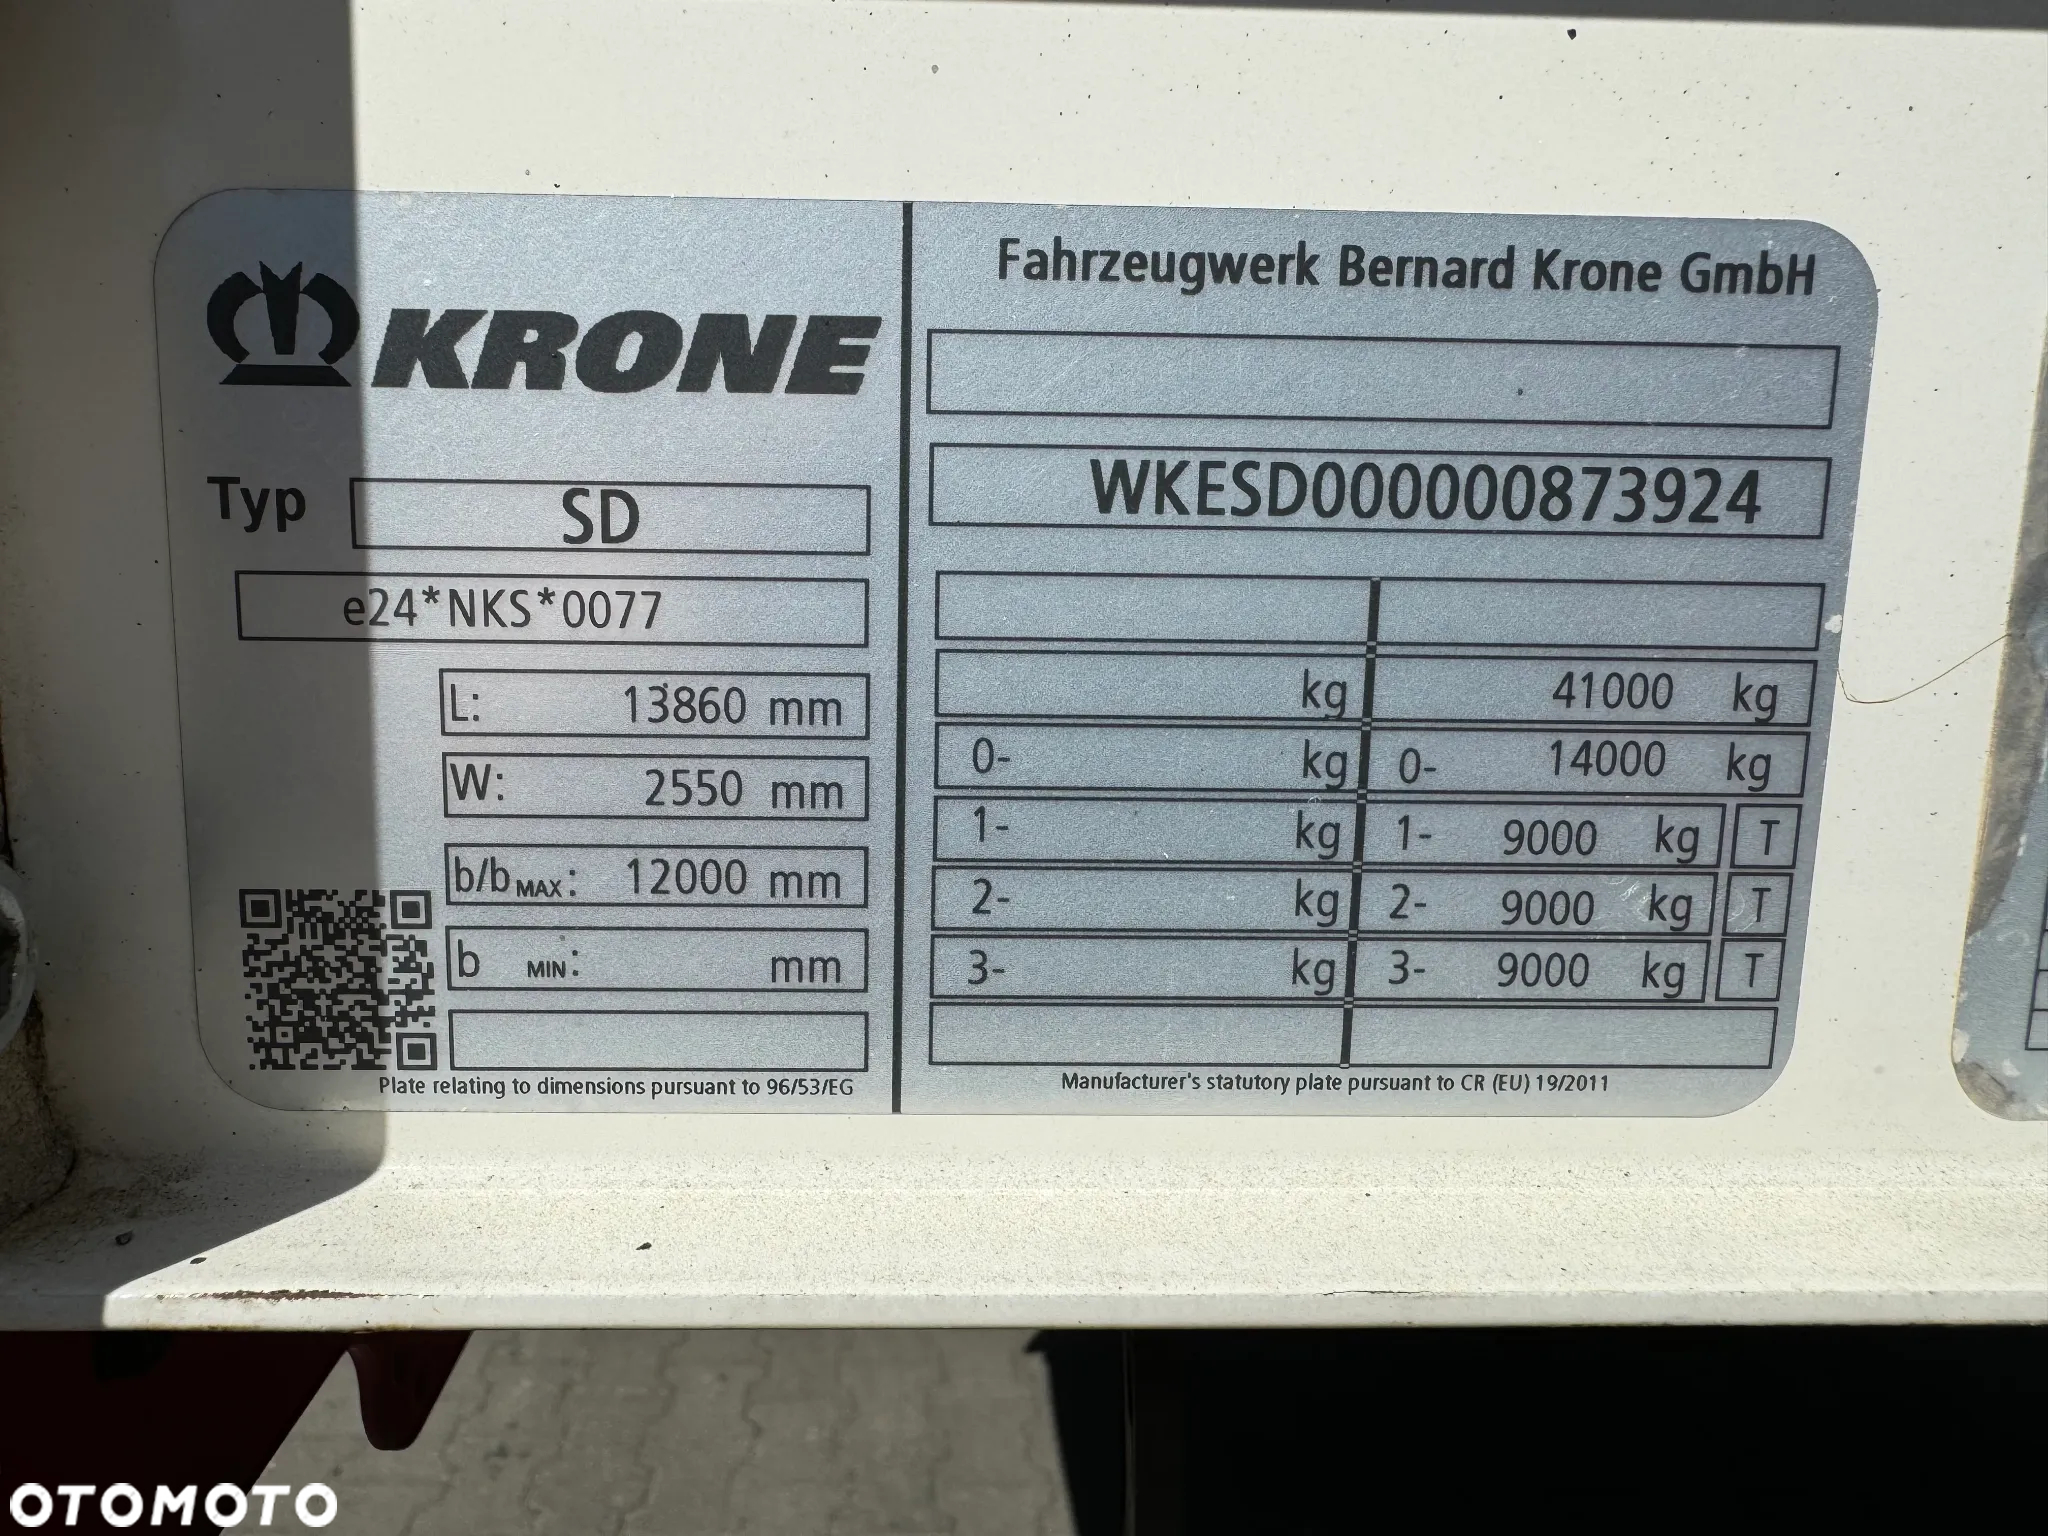 KRONE
Typ SD
e24*NKS*0077
L: 13860 mm
W: 2550 mm
b/b MAX: 12000 mm
b MIN: mm
Plate relating to dimensions pursuant to 96/53/EG
Fahrzeugwerk Bernard Krone GmbH
WKESD000000873924
kg 41000 kg
0- kg 0- 14000 kg
1- kg 1- 9000 kg T
2- kg 2- 9000 kg T
3- kg 3- 9000 kg T
Manufacturer's statutory plate pursuant to CR (EU) 19/2011
OTOMOTO